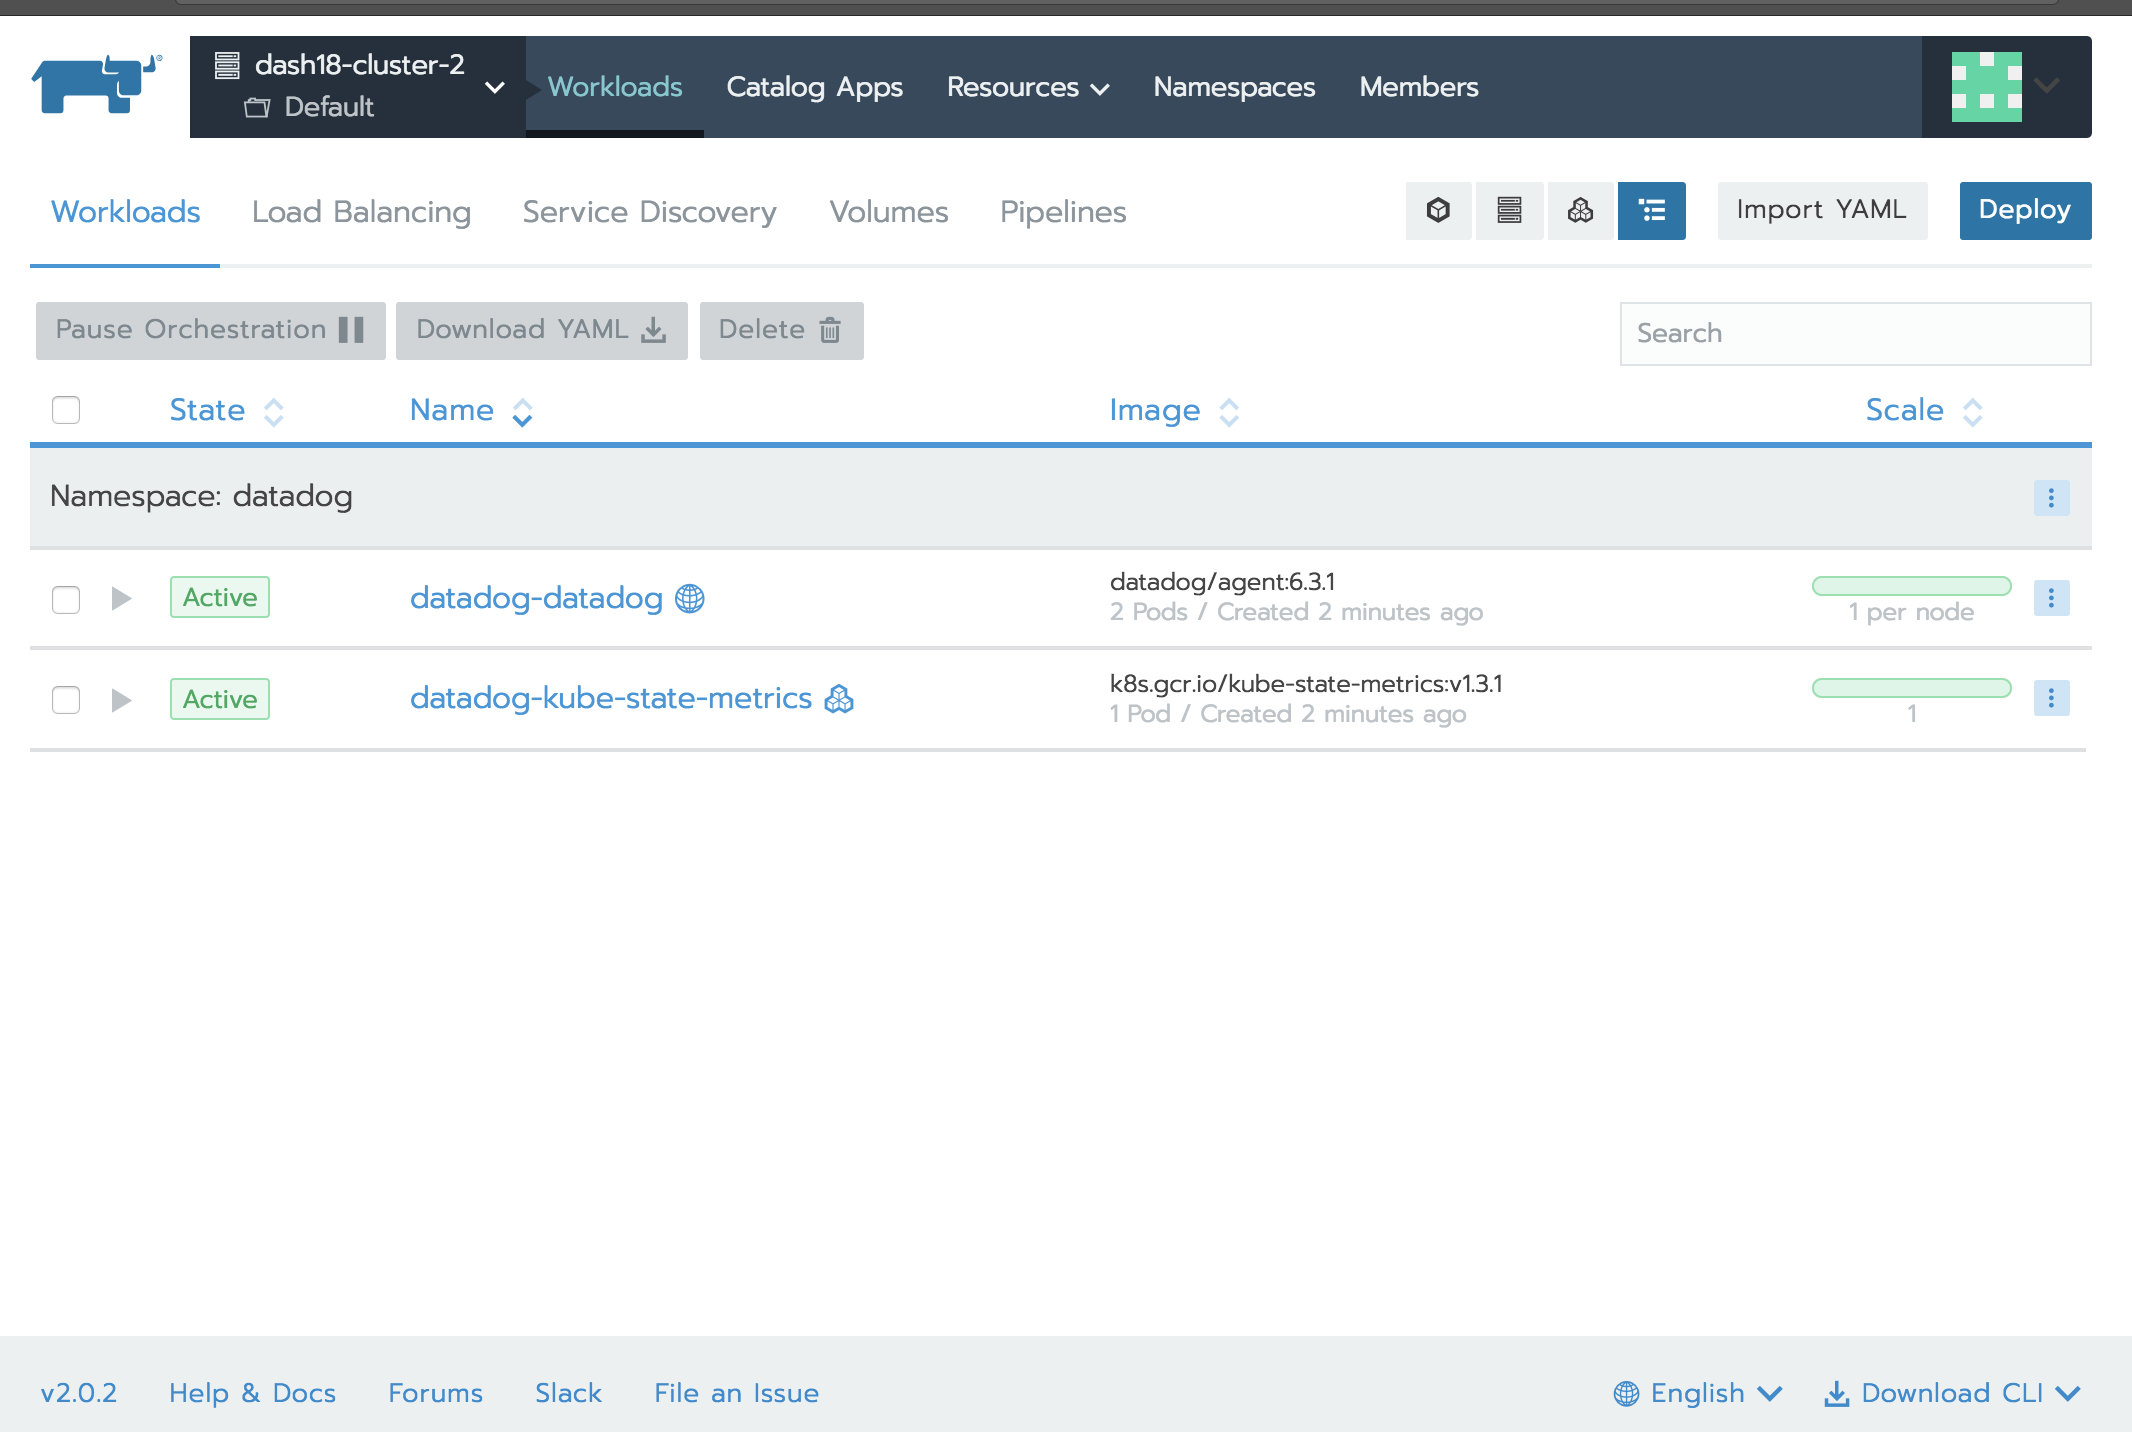 dash18-cluster-2
Default
Workloads Catalog Apps Resources Namespaces Members
Workloads Load Balancing Service Discovery Volumes Pipelines Import YAML Deploy
Pause Orchestration Download YAML Delete Search
State Name Image Scale
Namespace: datadog
Active datadog-datadog datadog/agent:6.3.1
2 Pods / Created 2 minutes ago 1 per node
Active datadog-kube-state-metrics k8s.gcr.io/kube-state-metrics:v1.3.1
1 Pod / Created 2 minutes ago 1
v2.0.2 Help & Docs Forums Slack File an Issue English Download CLI